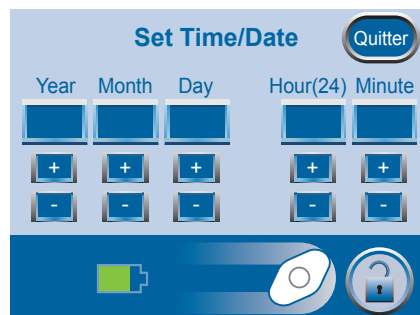 Set Time/Date Quitter
Year Month Day Hour(24) Minute
+ + + + +
- - - - -